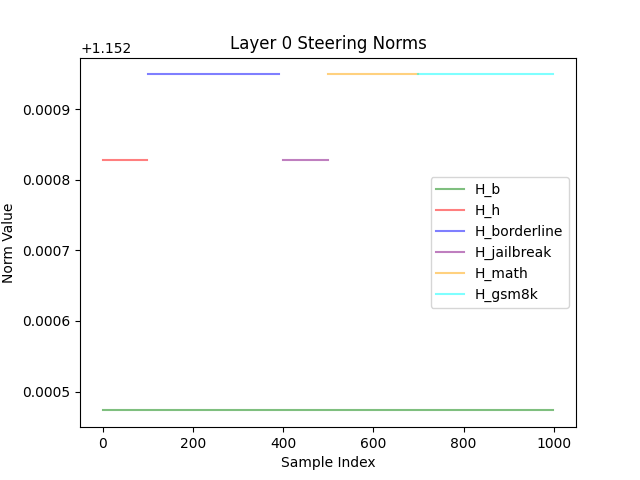 Layer 0 Steering Norms
+1.152
0.0009
0.0008
0.0007
0.0006
0.0005
Norm Value
H_b
H_h
H_borderline
H_jailbreak
H_math
H_gsm8k
0 200 400 600 800 1000
Sample Index